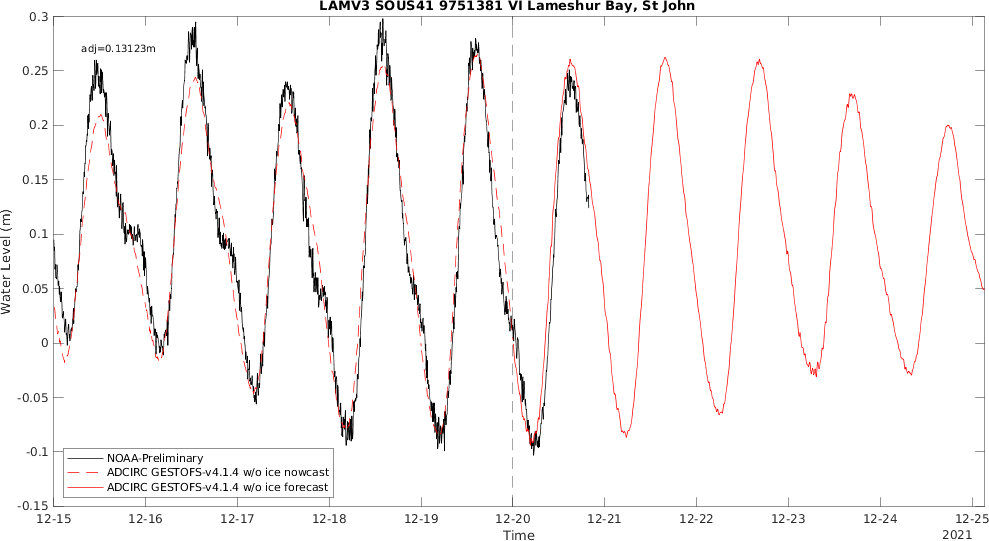 LAMV3 SOUS41 9751381 VI Lameshur Bay, St John
adj=0.13123m
0.3
0.25
0.2
0.15
0.1
0.05
0
-0.05
-0.1
-0.15
Water Level (m)
NOAA-Preliminary
ADCIRC GESTOFS-v4.1.4 w/o ice nowcast
ADCIRC GESTOFS-v4.1.4 w/o ice forecast
12-15 12-16 12-17 12-18 12-19 12-20 12-21 12-22 12-23 12-24 12-25
Time 2021